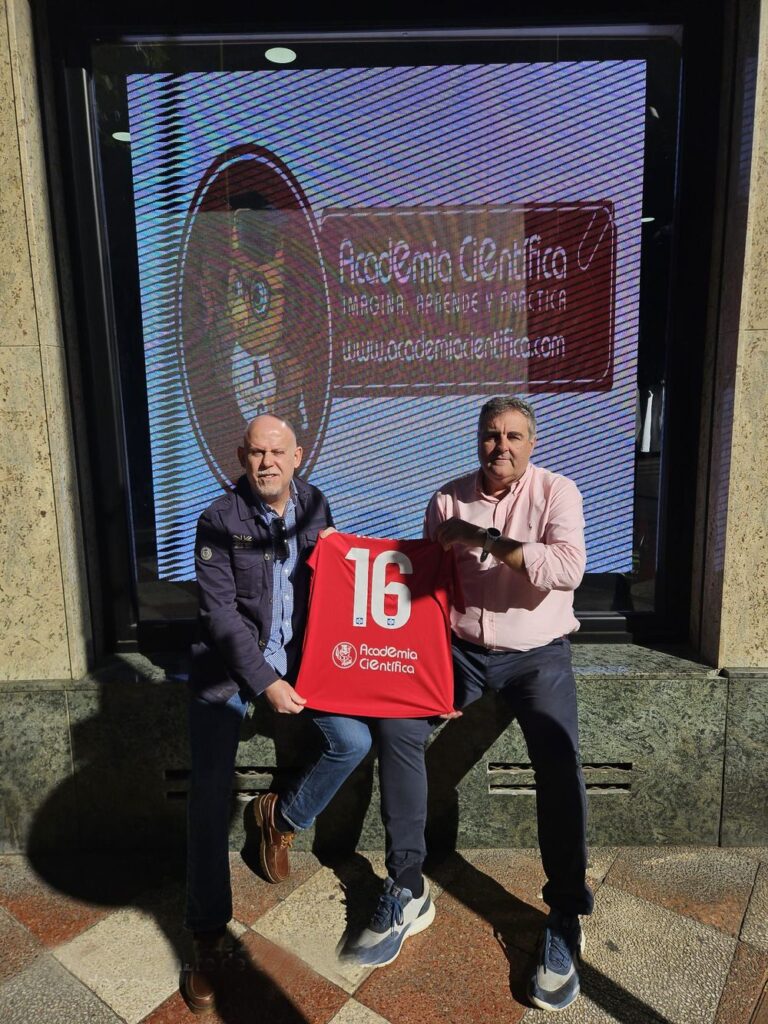 Academia Científica
IMAGINA, APRENDE Y PRACTICA
www.academiacientifica.com
16
Academia
Científica